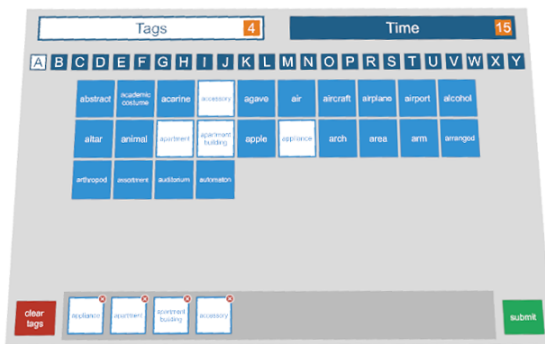 Tags 4 Time 15
A B C D E F G H I J K L M N O P R S T U V W X Y
abstract academic costume acarine accessory agave air aircraft airplane airport alcohol
altar animal apartment apartment building apple appliance arch area arm arranged
arthropod assortment auditorium automaton
clear tags appliance apartment apartment building accessory submit